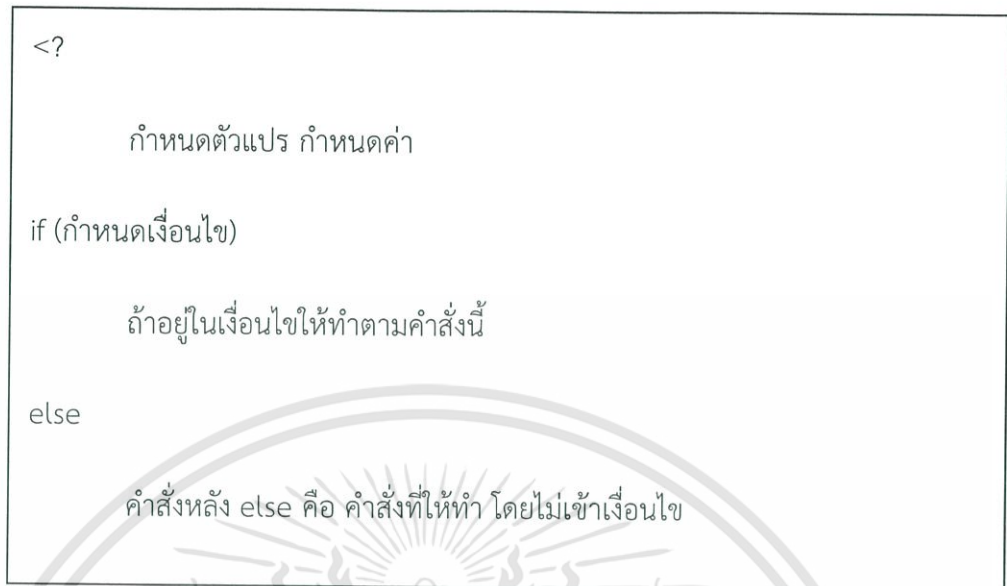 <?
กำหนดตัวแปร กำหนดค่า
if (กำหนดเงื่อนไข)
ถ้าอยู่ในเงื่อนไขให้ทำตามคำสั่งนี้
else
คำสั่งหลัง else คือ คำสั่งที่ให้ทำ โดยไม่เข้าเงื่อนไข